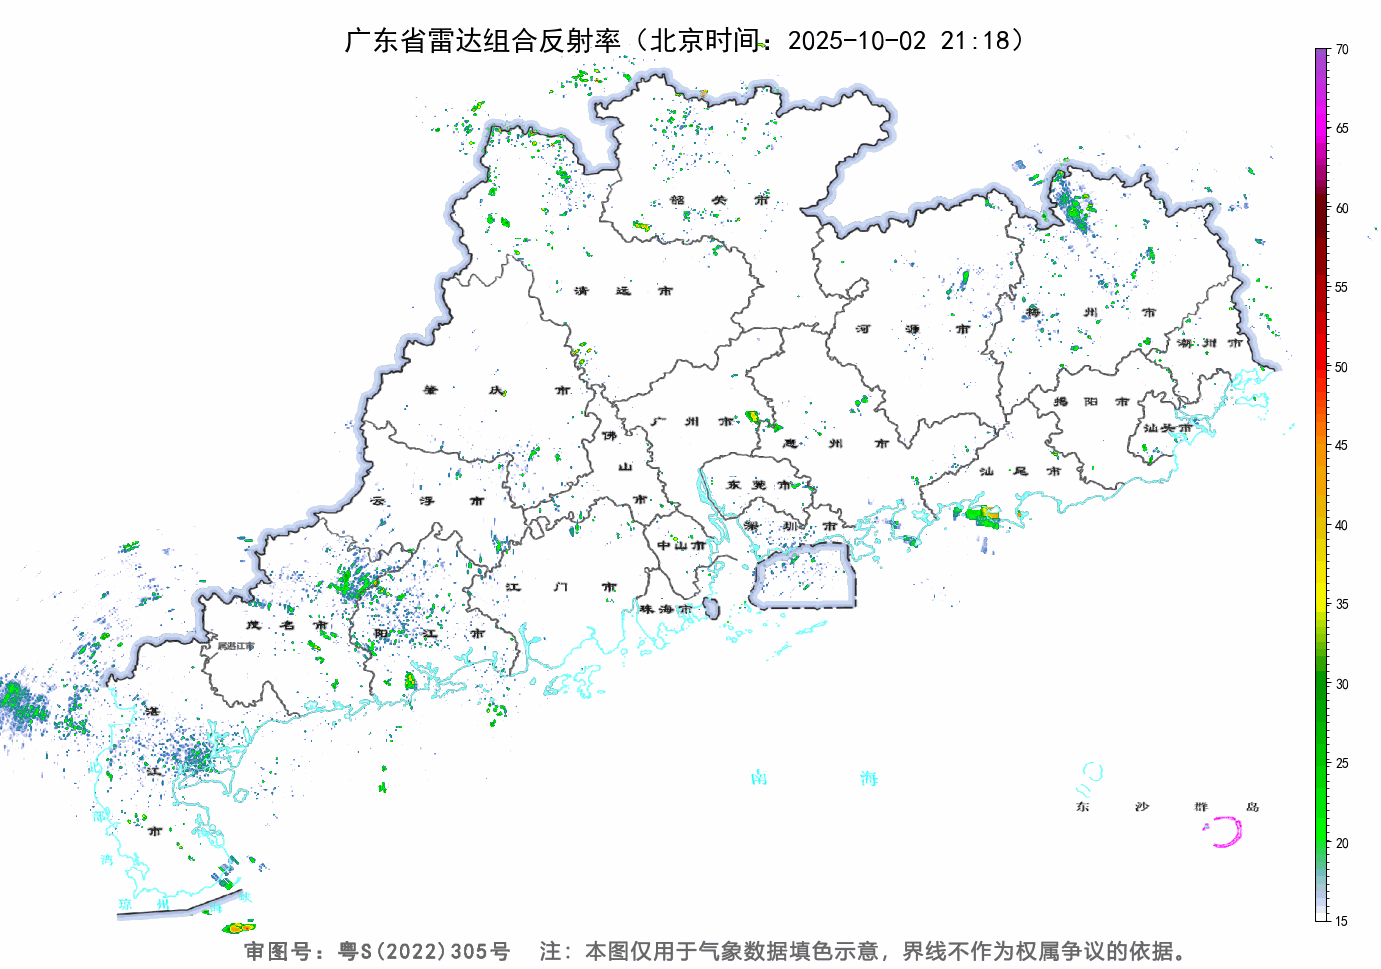 广东省雷达组合反射率（北京时间：2025-10-02 21:18）
70
65
60
55
50
45
40
35
30
25
20
15
韶关市
清远市
河源市
梅州市
潮州市
肇庆市
广州市
佛山市
惠州市
揭阳市
汕头市
汕尾市
东莞市
云浮市
深圳市
中山市
江门市
珠海市
茂名市
阳江市
属湛江市
湛江市
北部湾
琼州海峡
南海
东沙群岛
审图号：粤S(2022)305号 注：本图仅用于气象数据填色示意，界线不作为权属争议的依据。